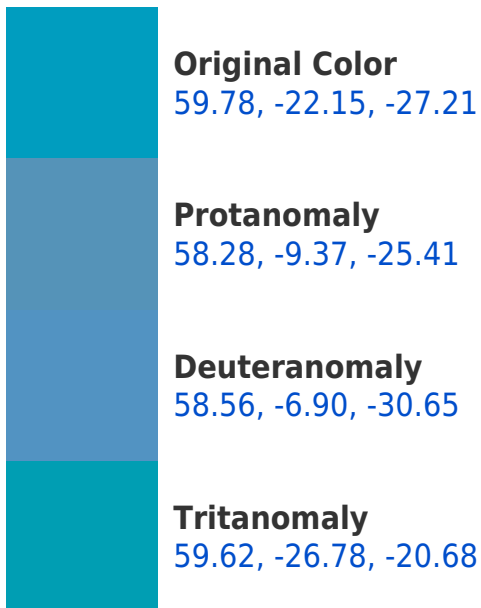 Original Color
59.78, -22.15, -27.21
Protanomaly
58.28, -9.37, -25.41
Deuteranomaly
58.56, -6.90, -30.65
Tritanomaly
59.62, -26.78, -20.68